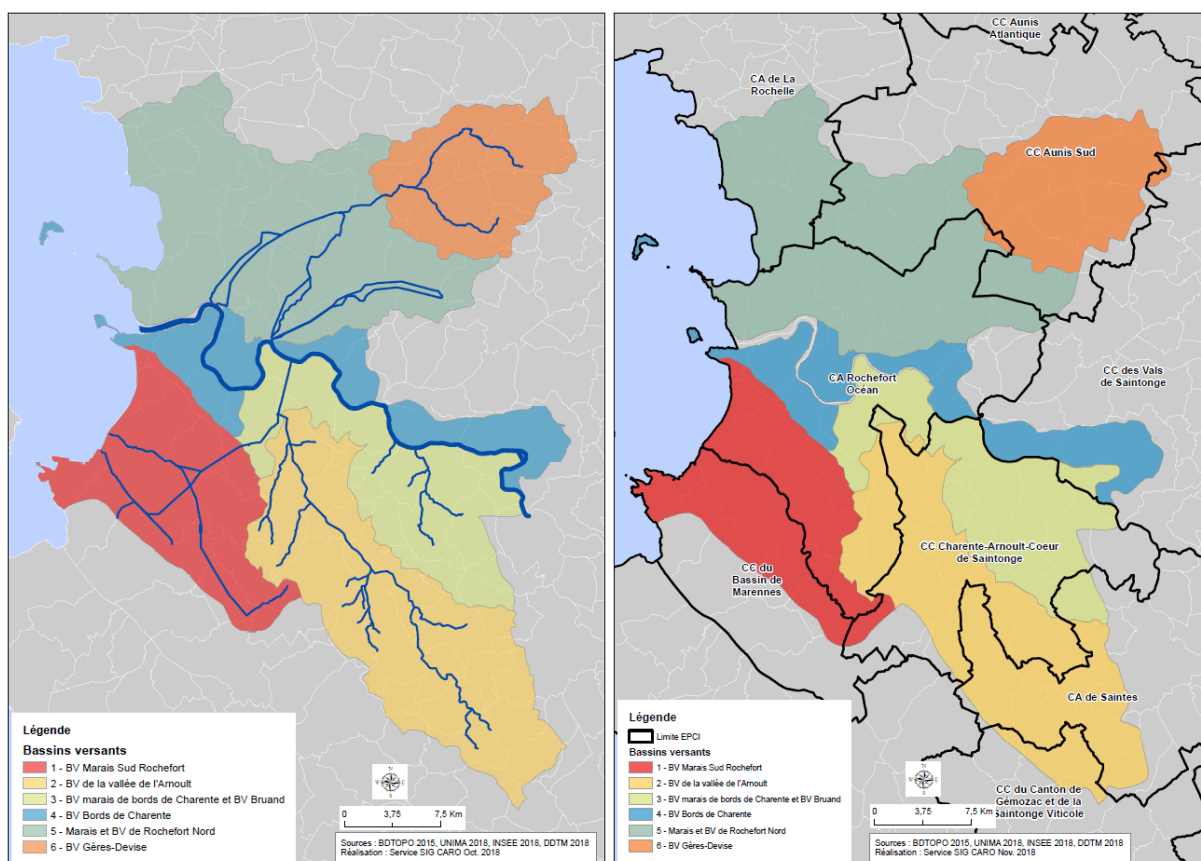 Légende
Bassins versants
1 - BV Marais Sud Rochefort
2 - BV de la vallée de l'Arnoult
3 - BV marais de bords de Charente et BV Bruand
4 - BV Bords de Charente
5 - Marais et BV de Rochefort Nord
6 - BV Gères-Devise
0 3,75 7,5 Km
Sources : BDTOPO 2015, UNIMA 2018, INSEE 2018, DDTM 2018
Réalisation : Service SIG CARO Oct. 2018
CC Aunis
Atlantique
CA de La
Rochelle
CC Aunis Sud
CC des Vals
de Saintonge
CA Rochefort
Océan
CC Charente-Arnoult-Coeur
de Saintonge
CC du
Bassin de
Marennes
CA de Saintes
CC du Canton de
Gémozac et de la
Saintonge Viticole
Légende
Limite EPCI
Bassins versants
1 - BV Marais Sud Rochefort
2 - BV de la vallée de l'Arnoult
3 - BV marais de bords de Charente et BV Bruand
4 - BV Bords de Charente
5 - Marais et BV de Rochefort Nord
6 - BV Gères-Devise
0 3,75 7,5 Km
Sources : BDTOPO 2015, UNIMA 2018, INSEE 2018, DDTM 2018
Réalisation : Service SIG CARO Nov. 2018